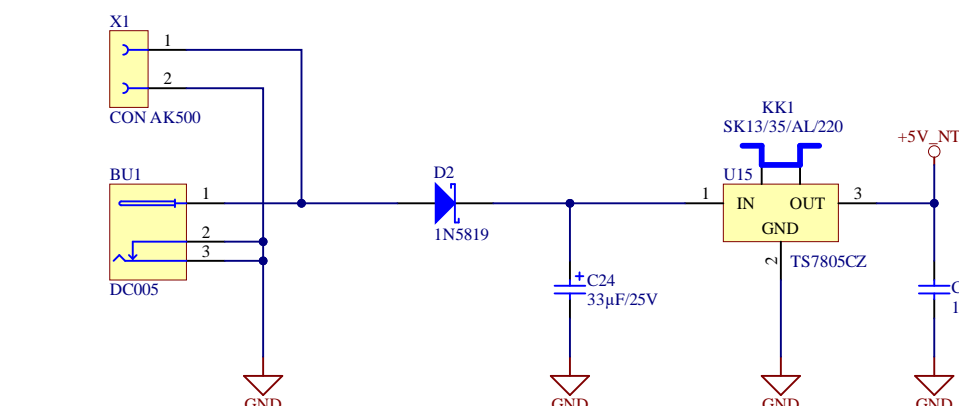 X1
1
2
CON AK500
BU1
1
2
3
DC005
D2
1N5819
C24
+
33µF/25V
KK1
SK13/35/AL/220
U15
1
IN
OUT
3
GND
2
TS7805CZ
+5V_NT
C
1
GND
GND
GND
GND